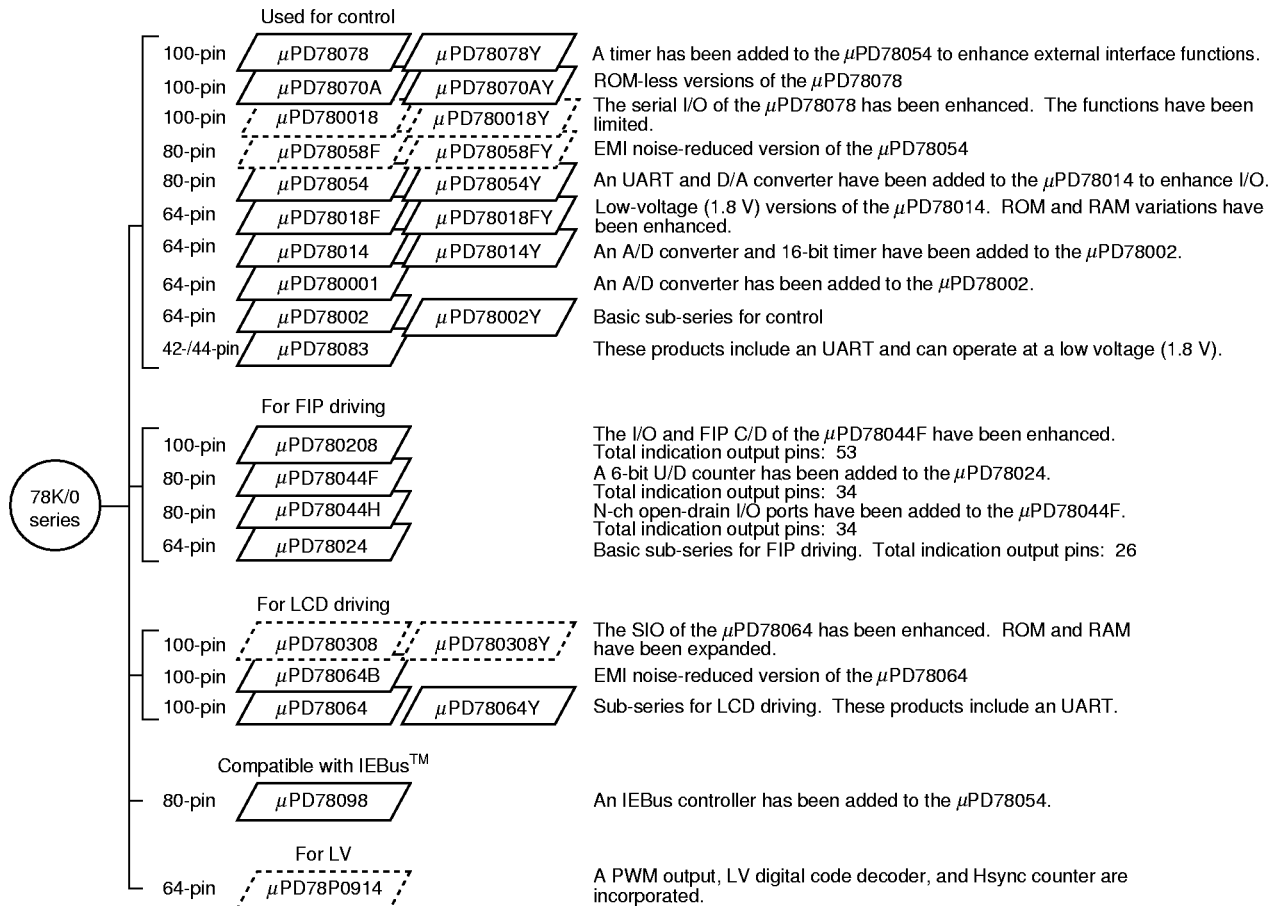 Used for control
100-pin μPD78078 μPD78078Y A timer has been added to the μPD78054 to enhance external interface functions.
100-pin μPD78070A μPD78070AY ROM-less versions of the μPD78078
100-pin μPD780018 μPD780018Y The serial I/O of the μPD78078 has been enhanced. The functions have been
limited.
80-pin μPD78058F μPD78058FY EMI noise-reduced version of the μPD78054
80-pin μPD78054 μPD78054Y An UART and D/A converter have been added to the μPD78014 to enhance I/O.
64-pin μPD78018F μPD78018FY Low-voltage (1.8 V) versions of the μPD78014. ROM and RAM variations have
been enhanced.
64-pin μPD78014 μPD78014Y An A/D converter and 16-bit timer have been added to the μPD78002.
64-pin μPD780001 An A/D converter has been added to the μPD78002.
64-pin μPD78002 μPD78002Y Basic sub-series for control
42-/44-pin μPD78083 These products include an UART and can operate at a low voltage (1.8 V).
For FIP driving
100-pin μPD780208 The I/O and FIP C/D of the μPD78044F have been enhanced.
Total indication output pins: 53
80-pin μPD78044F A 6-bit U/D counter has been added to the μPD78024.
Total indication output pins: 34
80-pin μPD78044H N-ch open-drain I/O ports have been added to the μPD78044F.
Total indication output pins: 34
64-pin μPD78024 Basic sub-series for FIP driving. Total indication output pins: 26
78K/0
series
For LCD driving
100-pin μPD780308 μPD780308Y The SIO of the μPD78064 has been enhanced. ROM and RAM
have been expanded.
100-pin μPD78064B EMI noise-reduced version of the μPD78064
100-pin μPD78064 μPD78064Y Sub-series for LCD driving. These products include an UART.
Compatible with IEBus™
80-pin μPD78098 An IEBus controller has been added to the μPD78054.
For LV
64-pin μPD78P0914 A PWM output, LV digital code decoder, and Hsync counter are
incorporated.